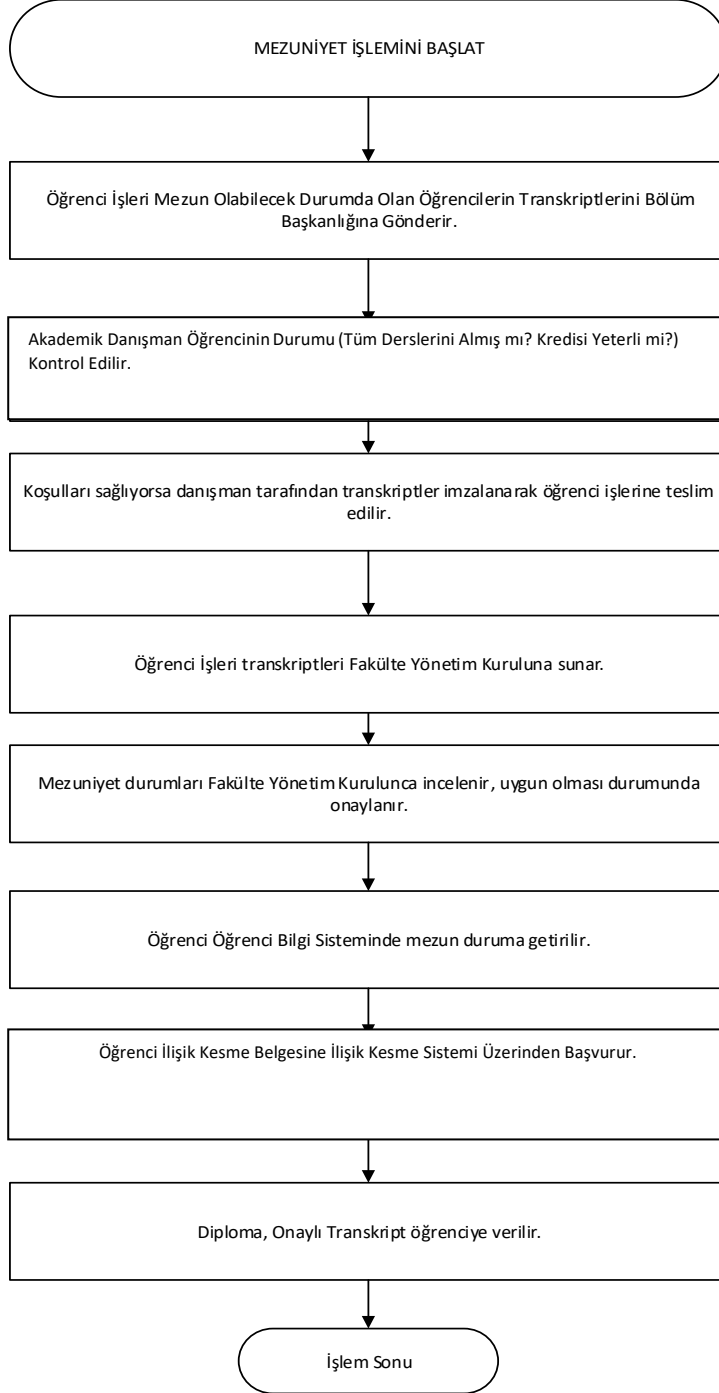 MEZUNİYET İŞLEMİNİ BAŞLAT
Öğrenci İşleri Mezun Olabilecek Durumda Olan Öğrencilerin Transkriptlerini Bölüm
Başkanlığına Gönderir.
Akademik Danışman Öğrencinin Durumu (Tüm Derslerini Almış mı? Kredisi Yeterli mi?)
Kontrol Edilir.
Koşulları sağlıyorsa danışman tarafından transkriptler imzalanarak öğrenci işlerine teslim
edilir.
Öğrenci İşleri transkriptleri Fakülte Yönetim Kuruluna sunar.
Mezuniyet durumları Fakülte Yönetim Kurulunca incelenir, uygun olması durumunda
onaylanır.
Öğrenci Öğrenci Bilgi Sisteminde mezun duruma getirilir.
Öğrenci İlişik Kesme Belgesine İlişik Kesme Sistemi Üzerinden Başvurur.
Diploma, Onaylı Transkript öğrenciye verilir.
İşlem Sonu